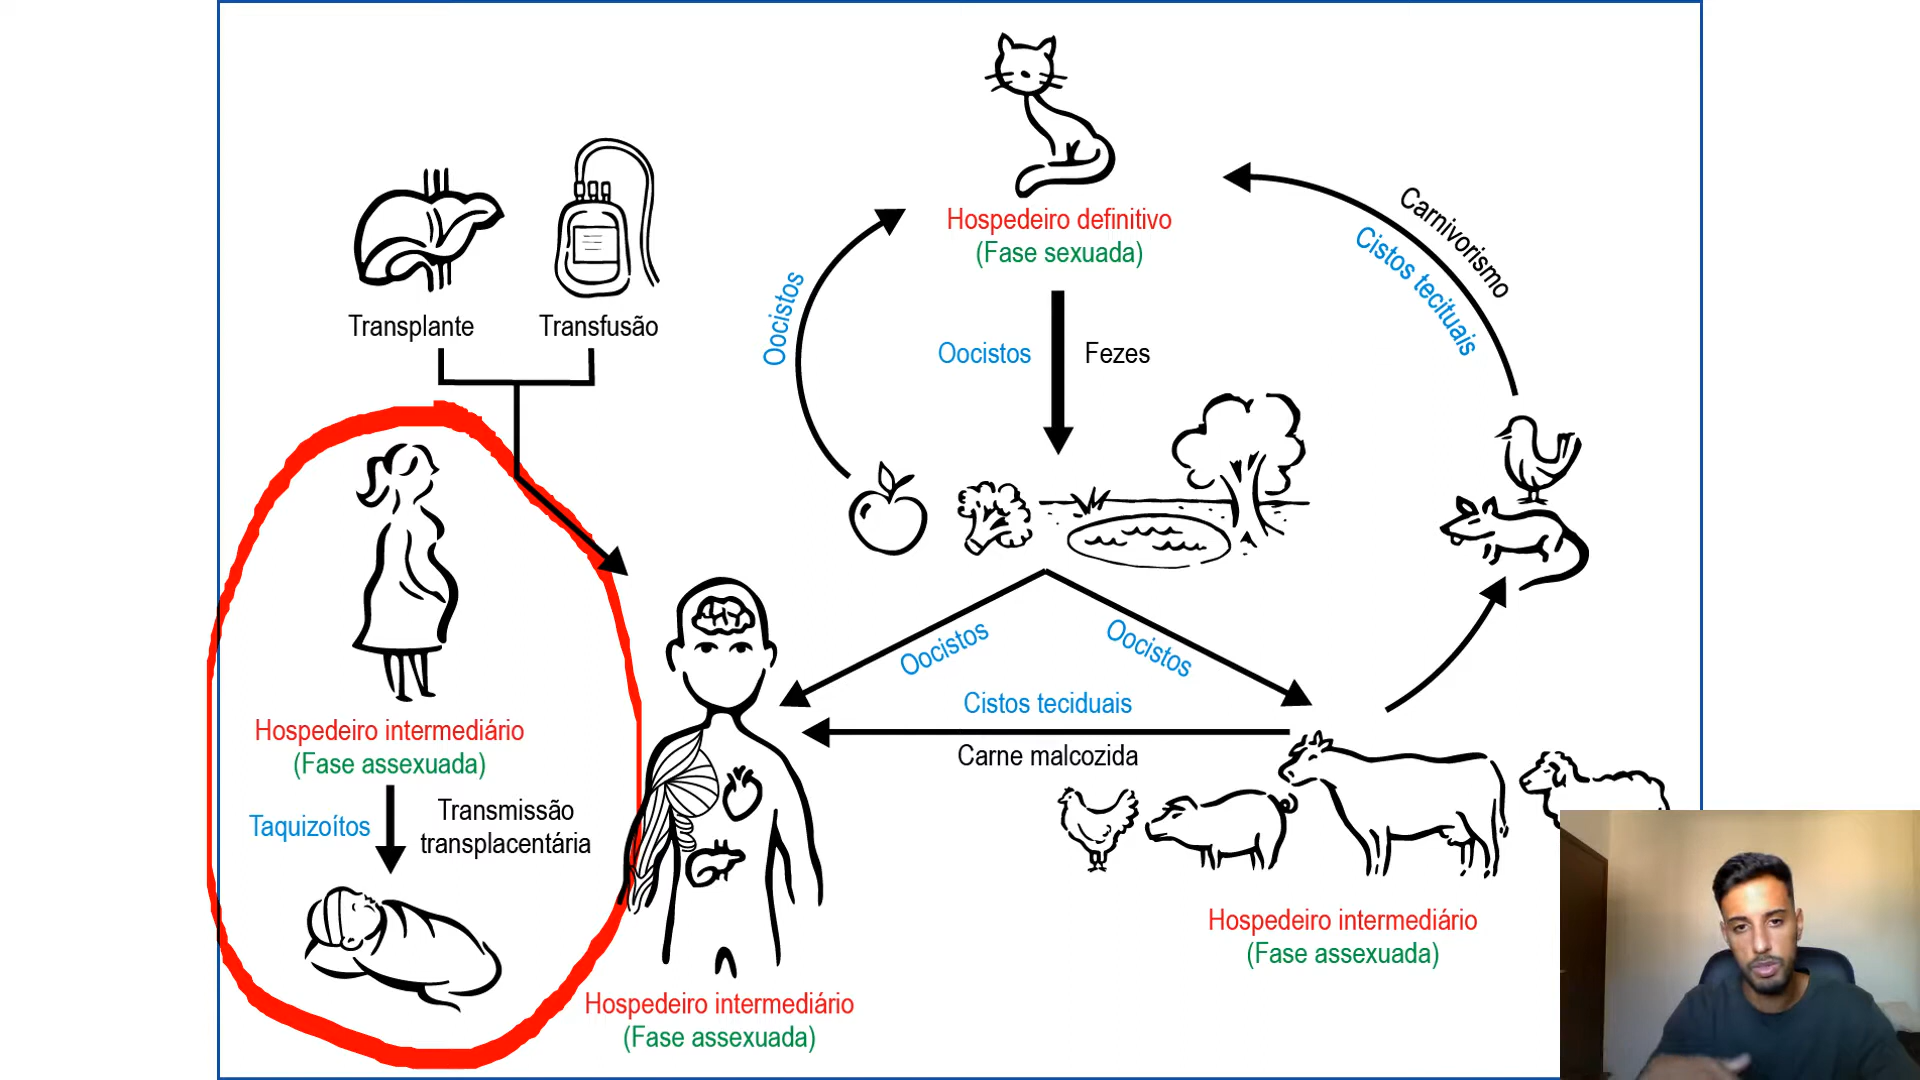 Hospedeiro definitivo
(Fase sexuada)
Carnivorismo
Cistos tecituais
Transplante
Transfusão
Oocistos
Oocistos
Fezes
Oocistos
Oocistos
Cistos teciduais
Carne malcozida
Hospedeiro intermediário
(Fase assexuada)
Taquizoítos
Transmissão
transplacentária
Hospedeiro intermediário
(Fase assexuada)
Hospedeiro intermediário
(Fase assexuada)